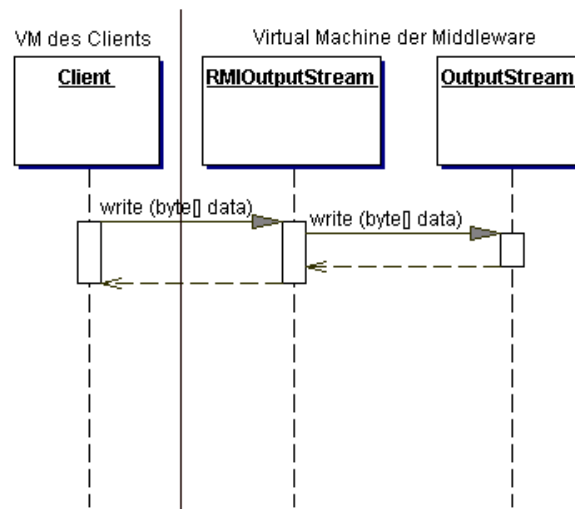 VM des Clients
Virtual Machine der Middleware
Client
RMIOutputStream
OutputStream
write (byte[] data)
write (byte[] data)